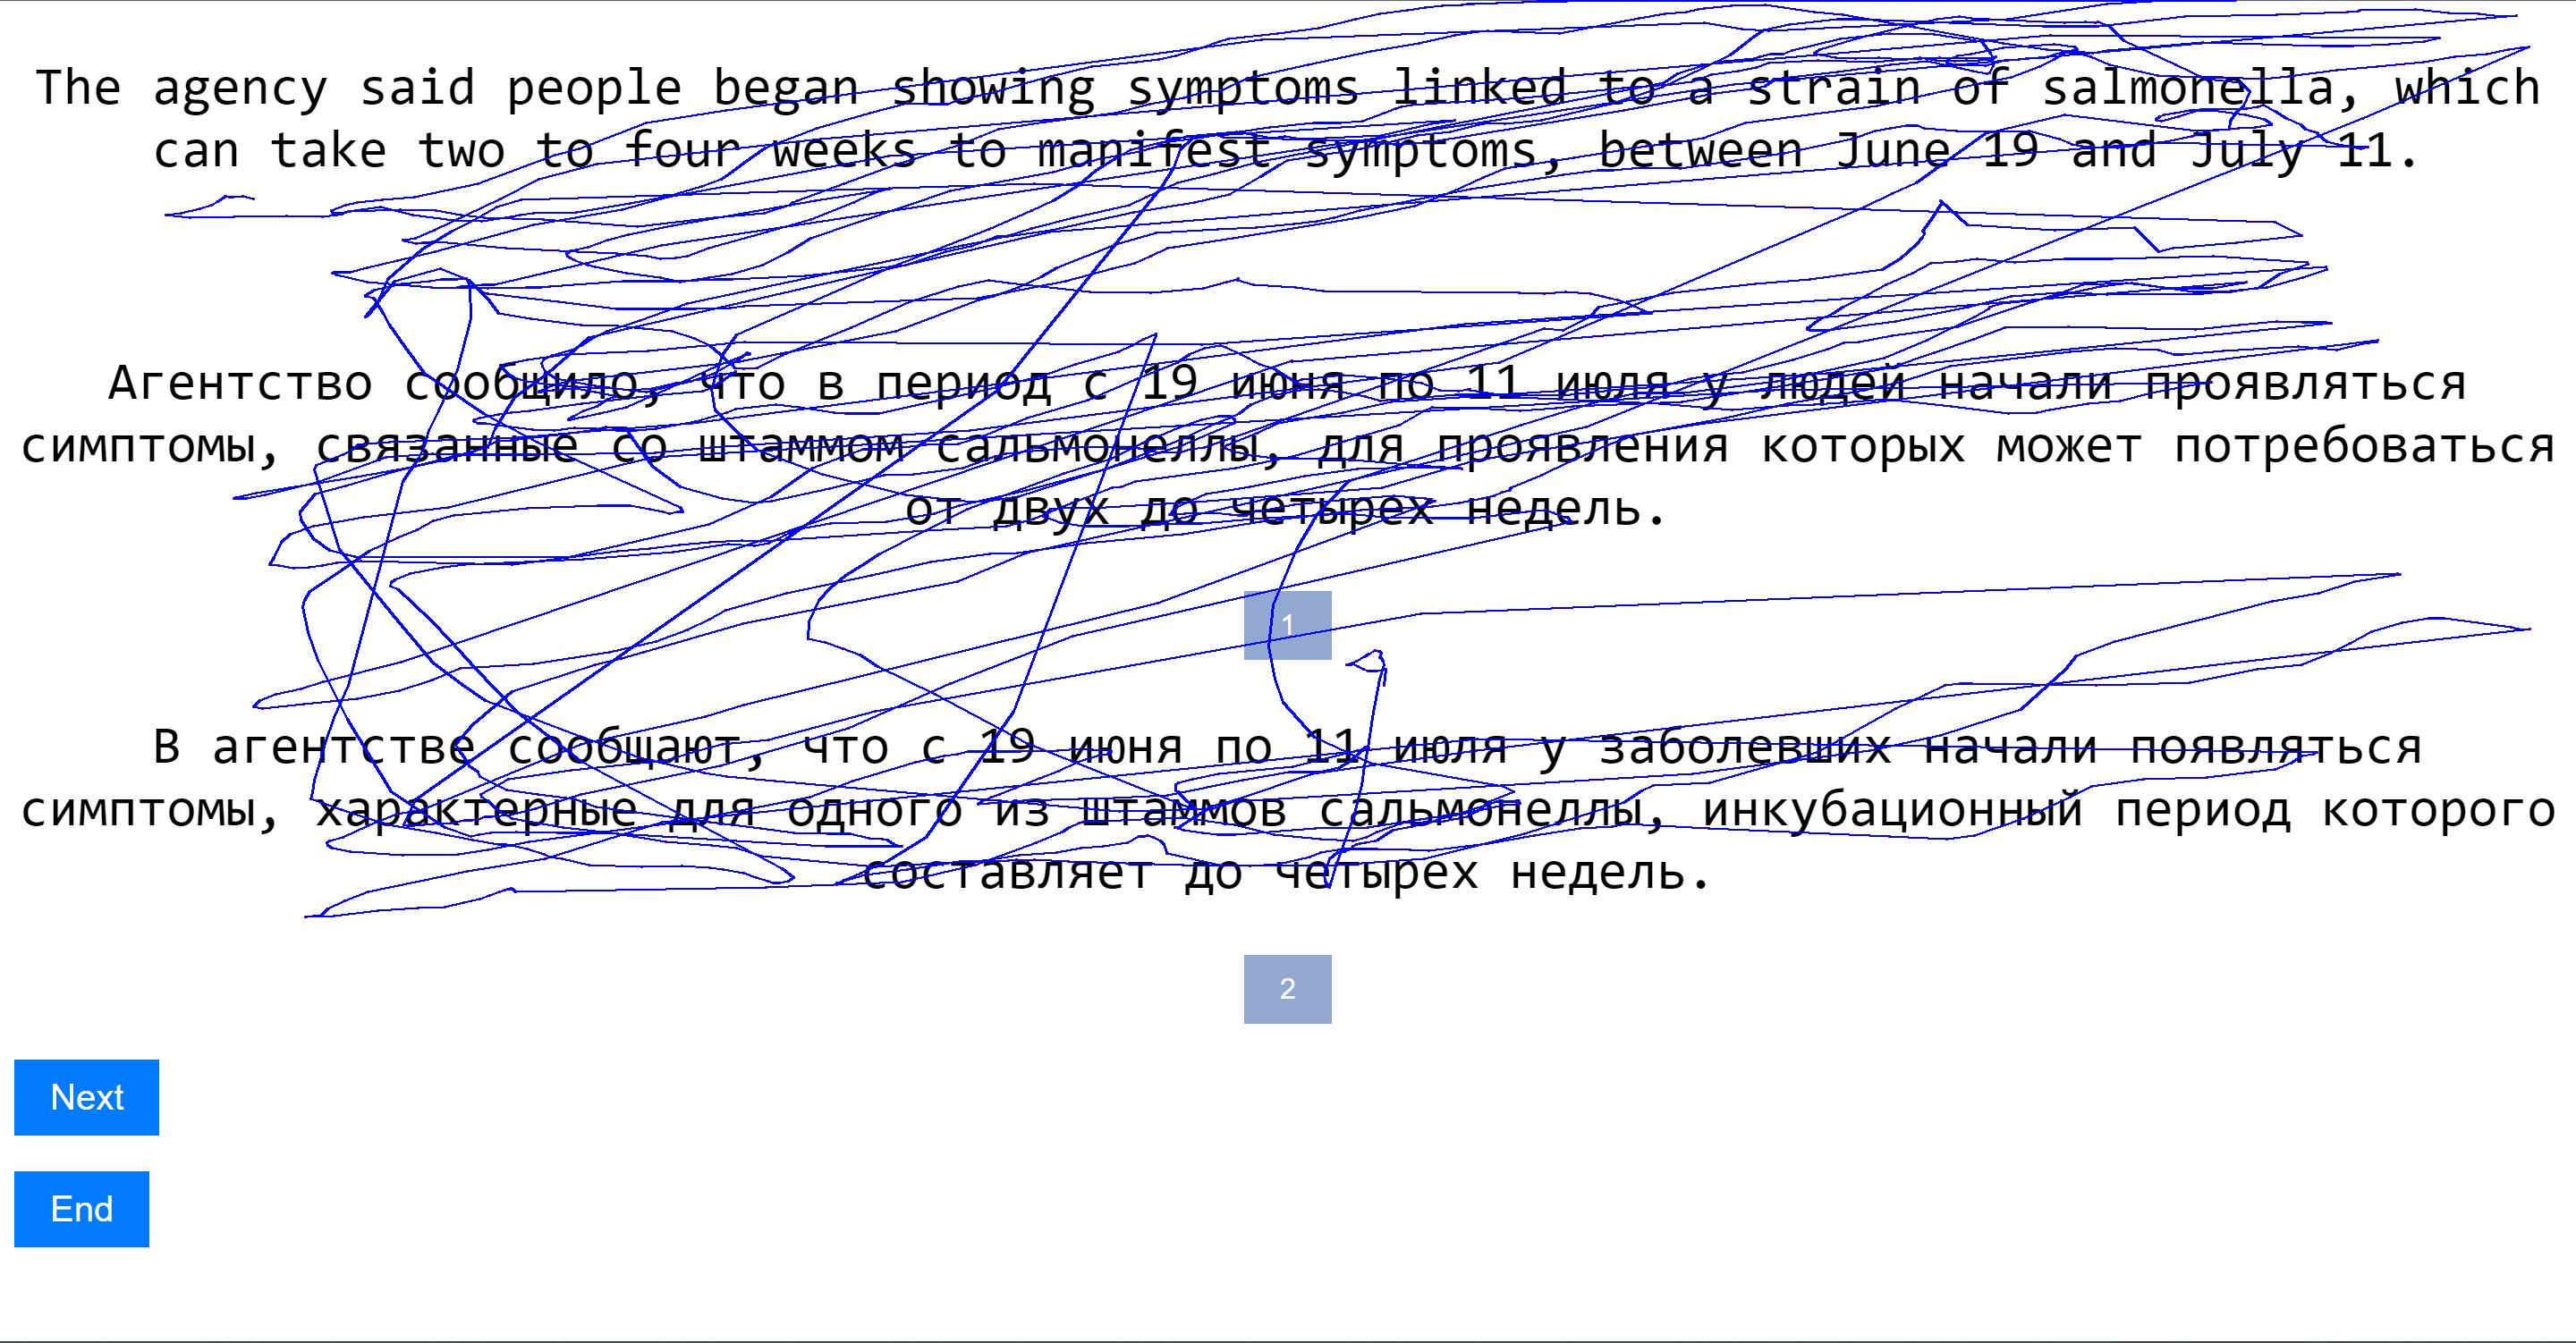 The agency said people began showing symptoms linked to a strain of salmonella, which
can take two to four weeks to manifest symptoms, between June 19 and July 11.
Агентство сообщило, что в период с 19 июня по 11 июля у людей начали проявляться
симптомы, связанные со штаммом сальмонеллы, для проявления которых может потребоваться
от двух до четырех недель.
1
В агентстве сообщают, что с 19 июня по 11 июля у заболевших начали появляться
симптомы, характерные для одного из штаммов сальмонеллы, инкубационный период которого
составляет до четырех недель.
2
Next
End